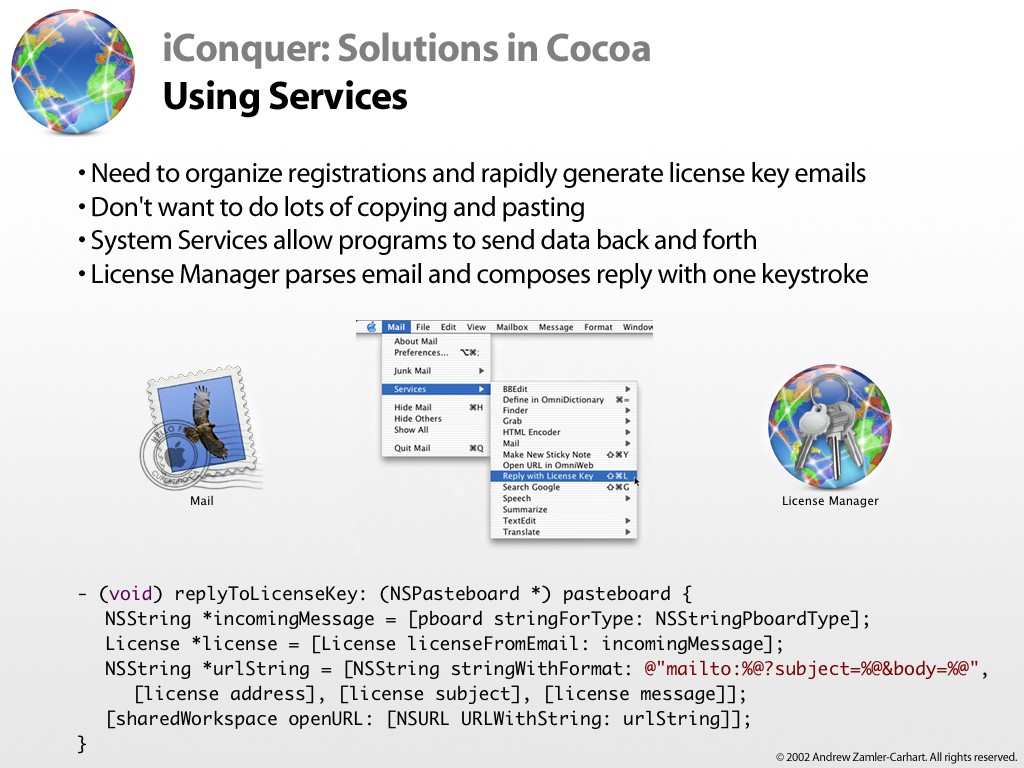 iConquer: Solutions in Cocoa
Using Services
• Need to organize registrations and rapidly generate license key emails
• Don't want to do lots of copying and pasting
• System Services allow programs to send data back and forth
• License Manager parses email and composes reply with one keystroke
Mail File Edit View Mailbox Message Format Window
About Mail
Preferences... ⌥⌘;
Junk Mail ▶
Services ▶
Hide Mail ⌘H
Hide Others
Show All
Quit Mail ⌘Q
BBEdit ▶
Define in OmniDictionary ⌘=
Finder ▶
Grab ▶
HTML Encoder ▶
Mail ▶
Make New Sticky Note ⇧⌘Y
Open URL in OmniWeb
Reply with License Key ⇧⌘L
Search Google ⇧⌘G
Speech ▶
Summarize
TextEdit ▶
Translate ▶
HELLO FROM
CUPERTINO CA
Mail
License Manager
- (void) replyToLicenseKey: (NSPasteboard *) pasteboard {
NSString *incomingMessage = [pboard stringForType: NSStringPboardType];
License *license = [License licenseFromEmail: incomingMessage];
NSString *urlString = [NSString stringWithFormat: @"mailto:%@?subject=%@&body=%@",
[license address], [license subject], [license message]];
[sharedWorkspace openURL: [NSURL URLWithString: urlString]];
}
© 2002 Andrew Zamler-Carhart. All rights reserved.